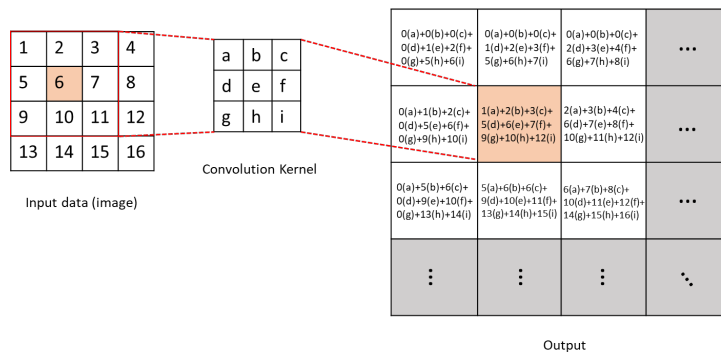 1 2 3 4
5 6 7 8
9 10 11 12
13 14 15 16
Input data (image)
a b c
d e f
g h i
Convolution Kernel
0(a)+0(b)+0(c)+
0(d)+1(e)+2(f)+
0(g)+5(h)+6(i)
0(a)+0(b)+0(c)+
1(d)+2(e)+3(f)+
5(g)+6(h)+7(i)
0(a)+0(b)+0(c)+
2(d)+3(e)+4(f)+
6(g)+7(h)+8(i)
...
0(a)+1(b)+2(c)+
0(d)+5(e)+6(f)+
0(g)+9(h)+10(i)
1(a)+2(b)+3(c)+
5(d)+6(e)+7(f)+
9(g)+10(h)+12(i)
2(a)+3(b)+4(c)+
6(d)+7(e)+8(f)+
10(g)+11(h)+12(i)
...
0(a)+5(b)+6(c)+
0(d)+9(e)+10(f)+
0(g)+13(h)+14(i)
5(a)+6(b)+6(c)+
9(d)+10(e)+11(f)+
13(g)+14(h)+15(i)
6(a)+7(b)+8(c)+
10(d)+11(e)+12(f)+
14(g)+15(h)+16(i)
...
⋮ ⋮ ⋮ ⋱
Output